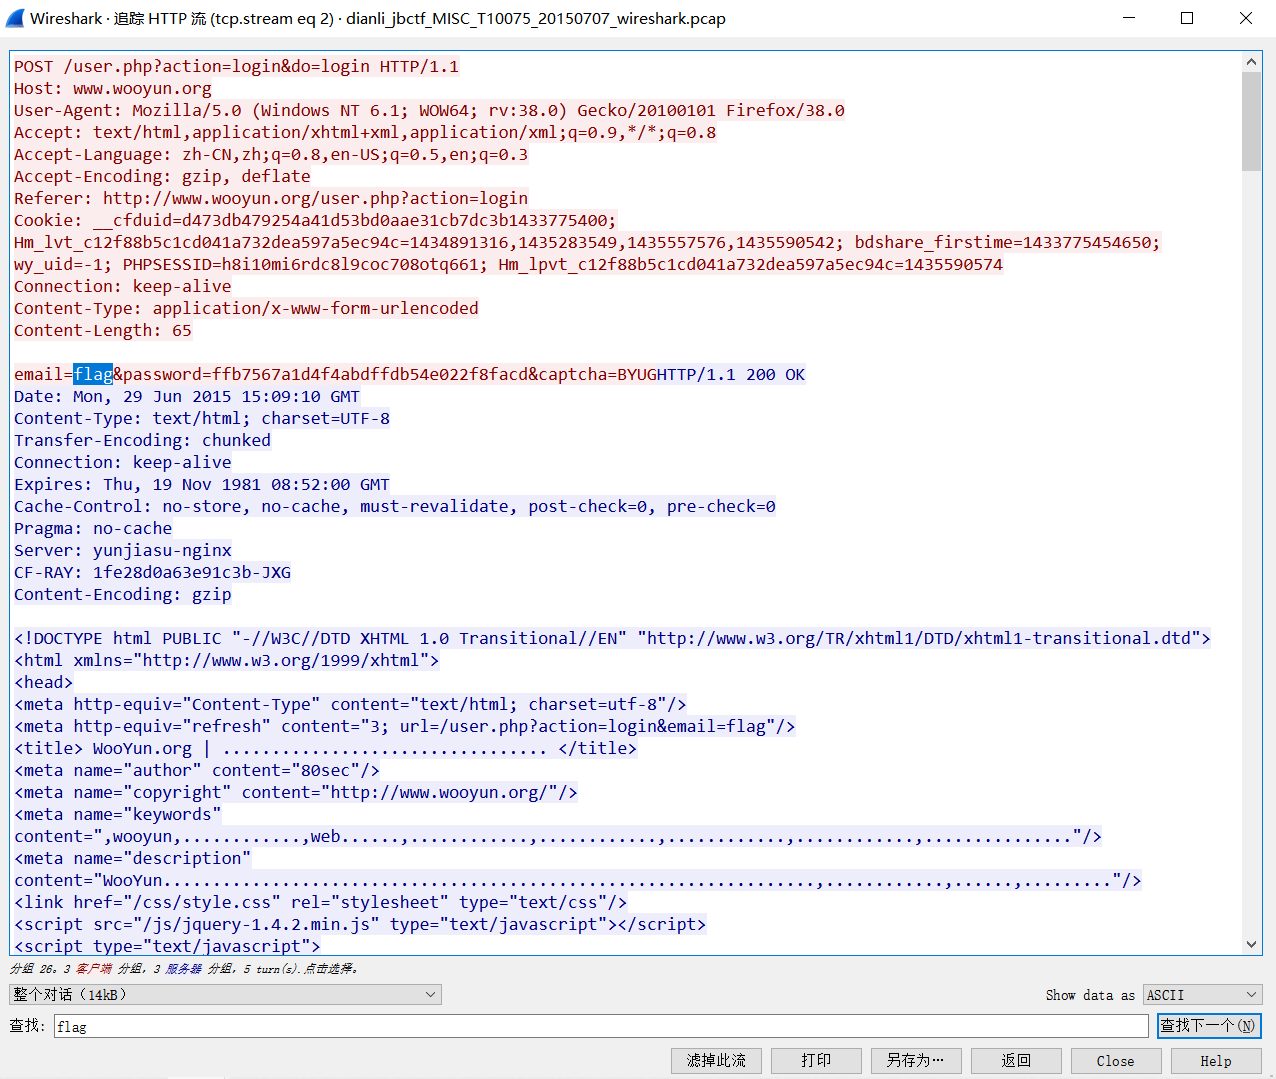 Wireshark · 追踪 HTTP 流 (tcp.stream eq 2) · dianli_jbctf_MISC_T10075_20150707_wireshark.pcap
POST /user.php?action=login&do=login HTTP/1.1
Host: www.wooyun.org
User-Agent: Mozilla/5.0 (Windows NT 6.1; WOW64; rv:38.0) Gecko/20100101 Firefox/38.0
Accept: text/html,application/xhtml+xml,application/xml;q=0.9,*/*;q=0.8
Accept-Language: zh-CN,zh;q=0.8,en-US;q=0.5,en;q=0.3
Accept-Encoding: gzip, deflate
Referer: http://www.wooyun.org/user.php?action=login
Cookie: __cfduid=d473db479254a41d53bd0aae31cb7dc3b1433775400;
Hm_lvt_c12f88b5c1cd041a732dea597a5ec94c=1434891316,1435283549,1435557576,1435590542; bdshare_firstime=1433775454650;
wy_uid=-1; PHPSESSID=h8i10mi6rdc8l9coc708otq661; Hm_lpvt_c12f88b5c1cd041a732dea597a5ec94c=1435590574
Connection: keep-alive
Content-Type: application/x-www-form-urlencoded
Content-Length: 65
email=flag&password=ffb7567a1d4f4abdffdb54e022f8facd&captcha=BYUGHTTP/1.1 200 OK
Date: Mon, 29 Jun 2015 15:09:10 GMT
Content-Type: text/html; charset=UTF-8
Transfer-Encoding: chunked
Connection: keep-alive
Expires: Thu, 19 Nov 1981 08:52:00 GMT
Cache-Control: no-store, no-cache, must-revalidate, post-check=0, pre-check=0
Pragma: no-cache
Server: yunjiasu-nginx
CF-RAY: 1fe28d0a63e91c3b-JXG
Content-Encoding: gzip
<!DOCTYPE html PUBLIC "-//W3C//DTD XHTML 1.0 Transitional//EN" "http://www.w3.org/TR/xhtml1/DTD/xhtml1-transitional.dtd">
<html xmlns="http://www.w3.org/1999/xhtml">
<head>
<meta http-equiv="Content-Type" content="text/html; charset=utf-8"/>
<meta http-equiv="refresh" content="3; url=/user.php?action=login&email=flag"/>
<title> WooYun.org | ................................. </title>
<meta name="author" content="80sec"/>
<meta name="copyright" content="http://www.wooyun.org/"/>
<meta name="keywords"
content=",wooyun,............,web......,............,............,............,............,..............."/>
<meta name="description"
content="WooYun..................................................................,............,......,........."/>
<link href="/css/style.css" rel="stylesheet" type="text/css"/>
<script src="/js/jquery-1.4.2.min.js" type="text/javascript"></script>
<script type="text/javascript">
分组 26。3 客户端 分组，3 服务器 分组，5 turn(s).点击选择。
整个对话（14kB） Show data as ASCII
查找: flag 查找下一个(N)
滤掉此流 打印 另存为… 返回 Close Help